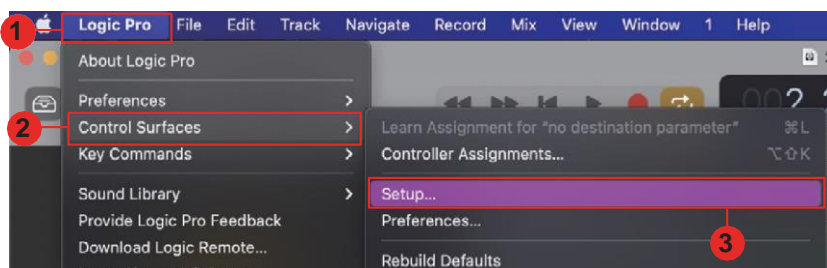 1 Logic Pro File Edit Track Navigate Record Mix View Window 1 Help
About Logic Pro
Preferences >
2 Control Surfaces >
Key Commands >
Sound Library >
Provide Logic Pro Feedback
Download Logic Remote...
002
Learn Assignment for "no destination parameter" ⌘L
Controller Assignments... ⌥⇧K
Setup...
Preferences...
3
Rebuild Defaults